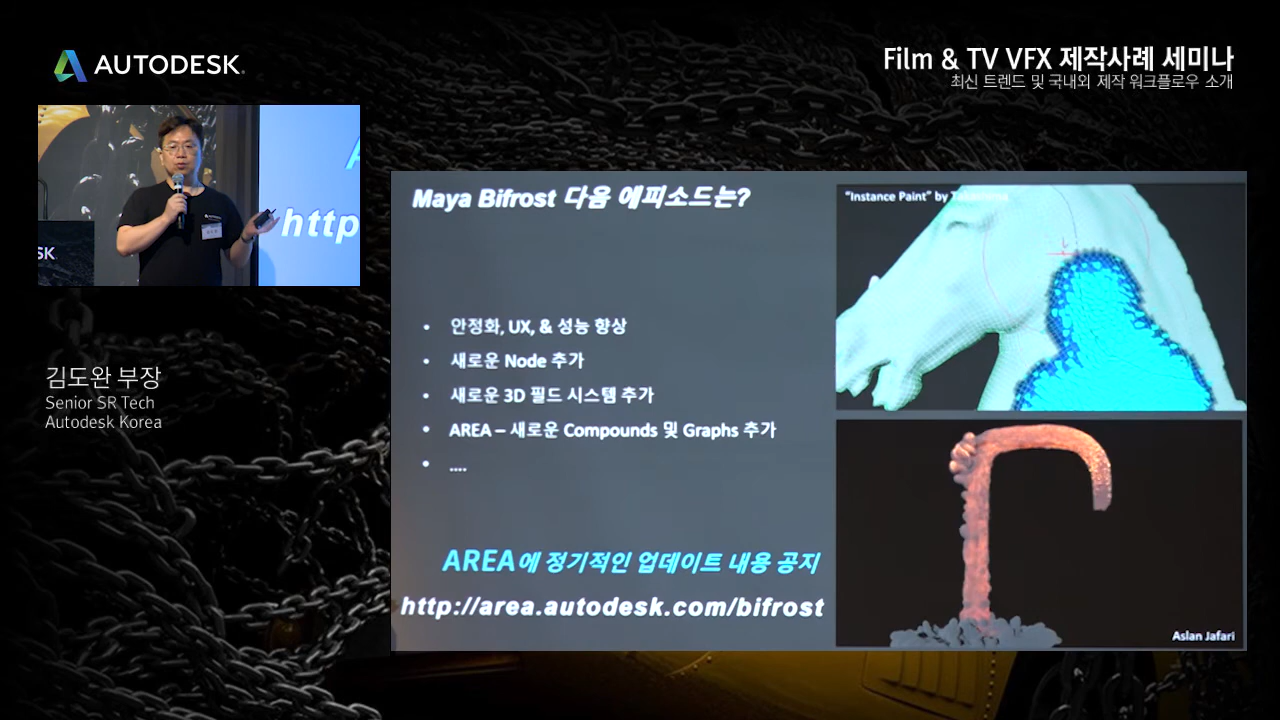 AUTODESK
Film & TV VFX 제작사례 세미나
최신 트렌드 및 국내외 제작 워크플로우 소개
http
SK
김도완 부장
Senior SR Tech
Autodesk Korea
Maya Bifrost 다음 에피소드는?
• 안정화, UX, & 성능 향상
• 새로운 Node 추가
• 새로운 3D 필드 시스템 추가
• AREA – 새로운 Compounds 및 Graphs 추가
• ....
AREA에 정기적인 업데이트 내용 공지
http://area.autodesk.com/bifrost
“Instance Paint” by
Aslan Jafari